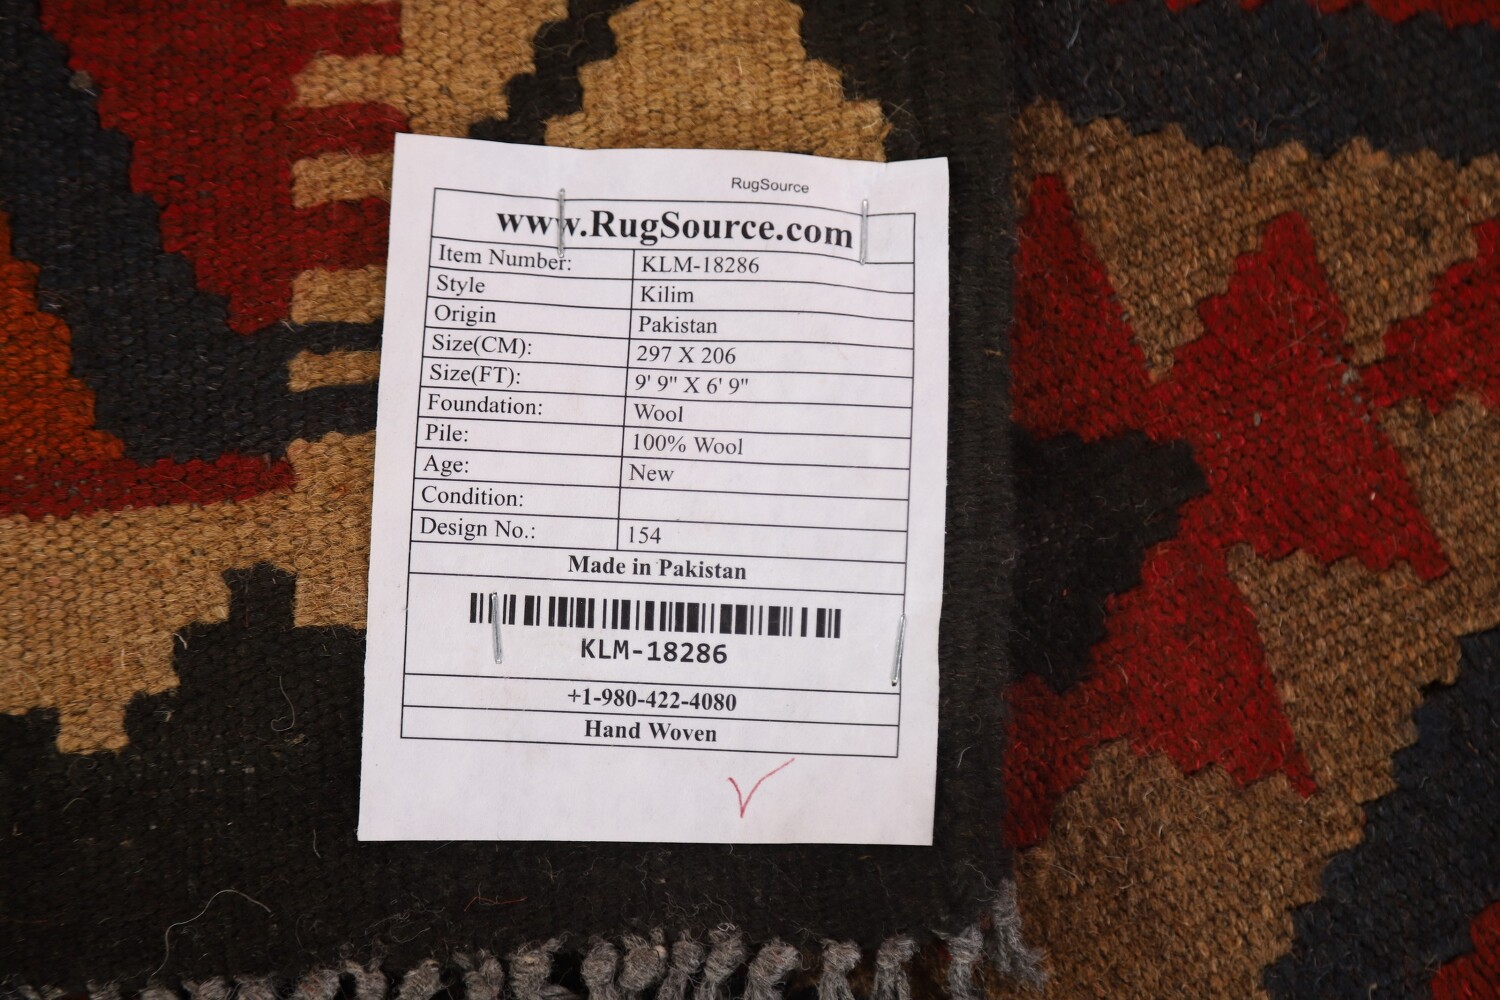 RugSource
www.RugSource.com
Item Number: KLM-18286
Style Kilim
Origin Pakistan
Size(CM): 297 X 206
Size(FT): 9' 9" X 6' 9"
Foundation: Wool
Pile: 100% Wool
Age: New
Condition:
Design No.: 154
Made in Pakistan
KLM-18286
+1-980-422-4080
Hand Woven